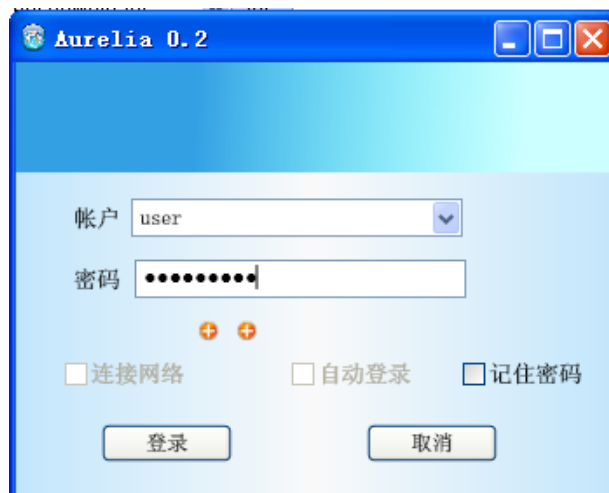 Aurelia 0.2
帐户 user
密码 ●●●●●●●●●
连接网络 自动登录 记住密码
登录 取消